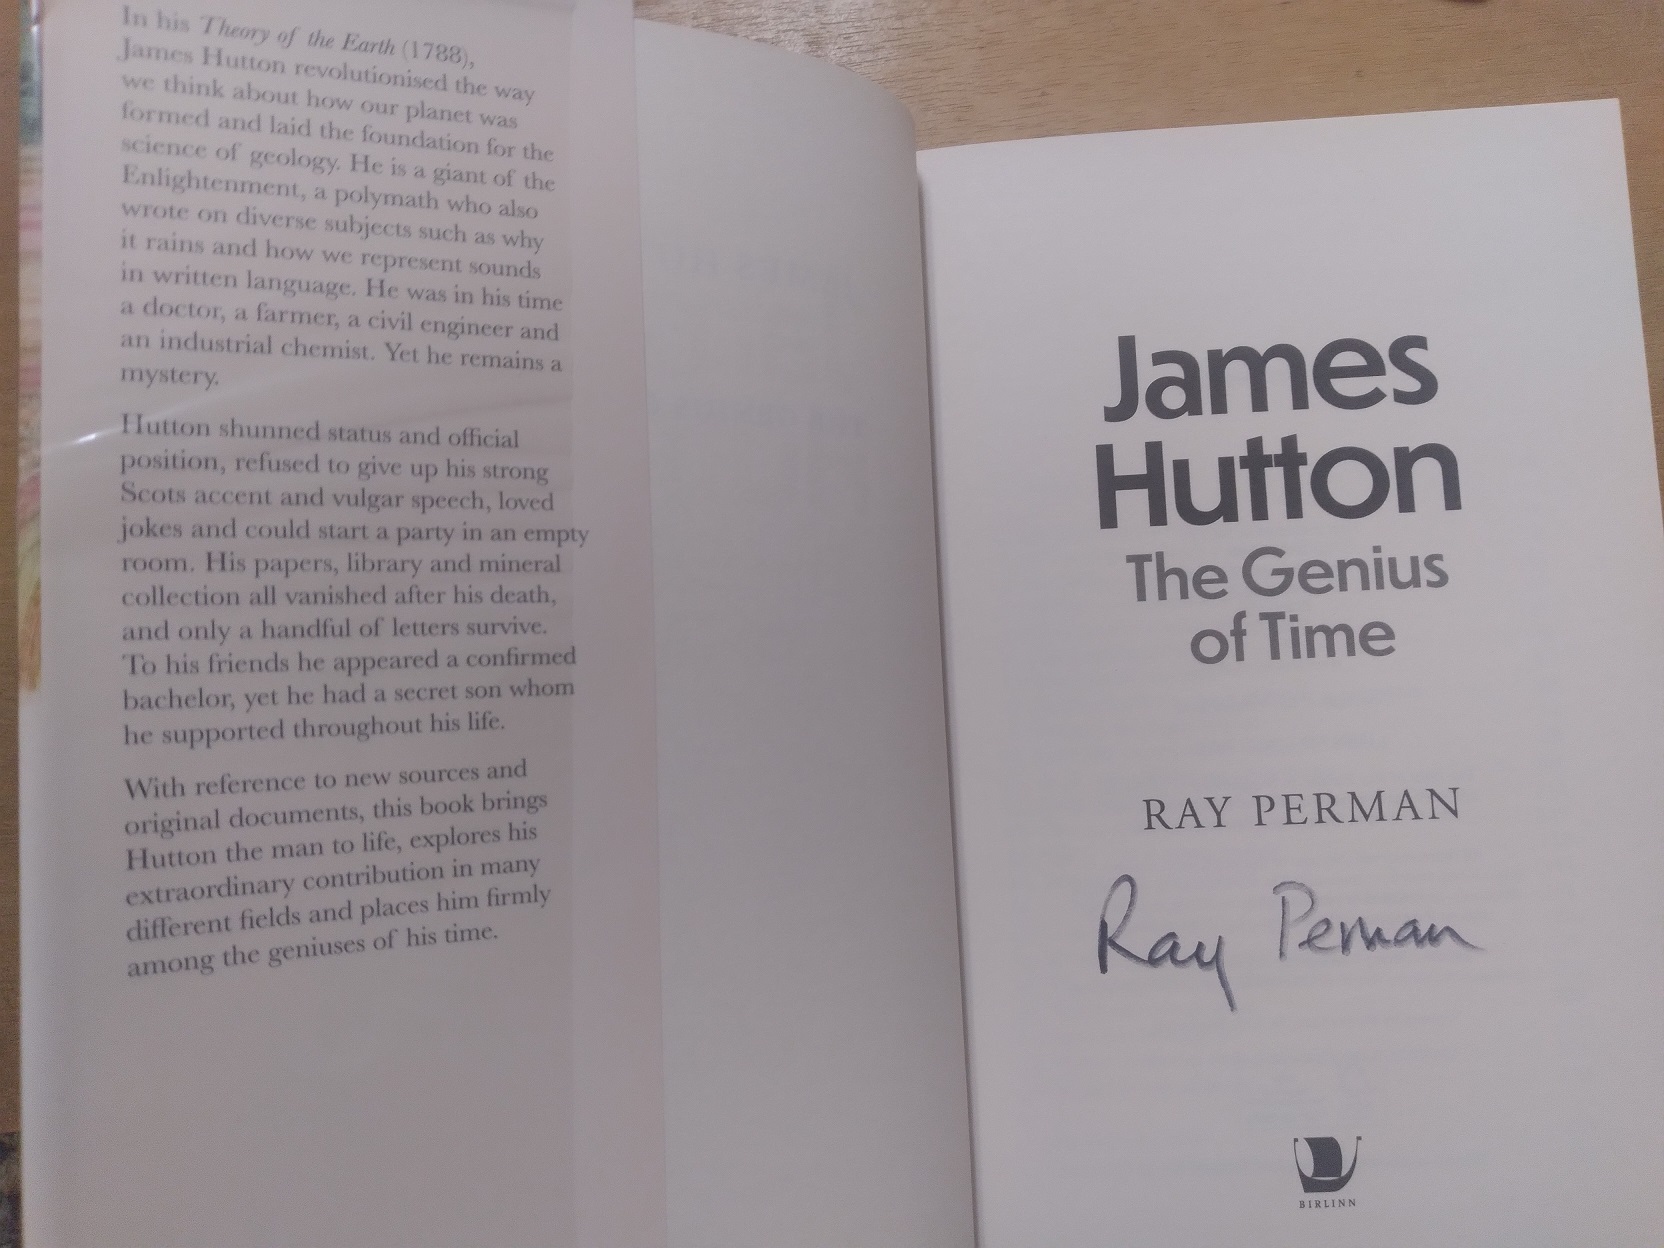 In his Theory of the Earth (1788),
James Hutton revolutionised the way
we think about how our planet was
formed and laid the foundation for the
science of geology. He is a giant of the
Enlightenment, a polymath who also
wrote on diverse subjects such as why
it rains and how we represent sounds
in written language. He was in his time
a doctor, a farmer, a civil engineer and
an industrial chemist. Yet he remains a
mystery.
Hutton shunned status and official
position, refused to give up his strong
Scots accent and vulgar speech, loved
jokes and could start a party in an empty
room. His papers, library and mineral
collection all vanished after his death,
and only a handful of letters survive.
To his friends he appeared a confirmed
bachelor, yet he had a secret son whom
he supported throughout his life.
With reference to new sources and
original documents, this book brings
Hutton the man to life, explores his
extraordinary contribution in many
different fields and places him firmly
among the geniuses of his time.
James
Hutton
The Genius
of Time
RAY PERMAN
Ray Perman
BIRLINN